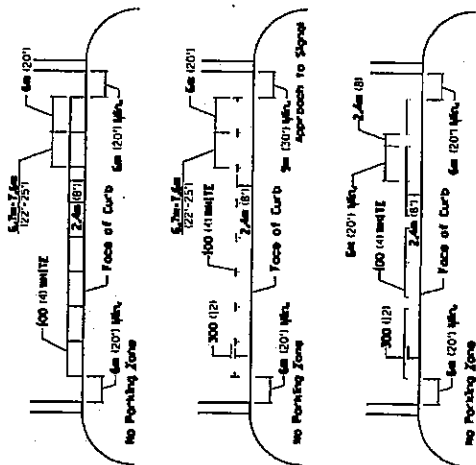 6m (20')
6.7m-7.6m
(22'-25')
2.4m (8')
100 (4) WHITE
Face of Curb
6m (20') Min.
6m (20') Min.
No Parking Zone
6m (20')
6.7m-7.6m
(22'-25')
2.4m (8')
100 (4) WHITE
300 (12)
Face of Curb
9m (30') Min.
Approach to Signal
6m (20') Min.
No Parking Zone
2.4m (8)
6m (20') Min.
100 (4) WHITE
2.4m (8')
300 (12)
Face of Curb
6m (20') Min.
6m (20') Min.
No Parking Zone